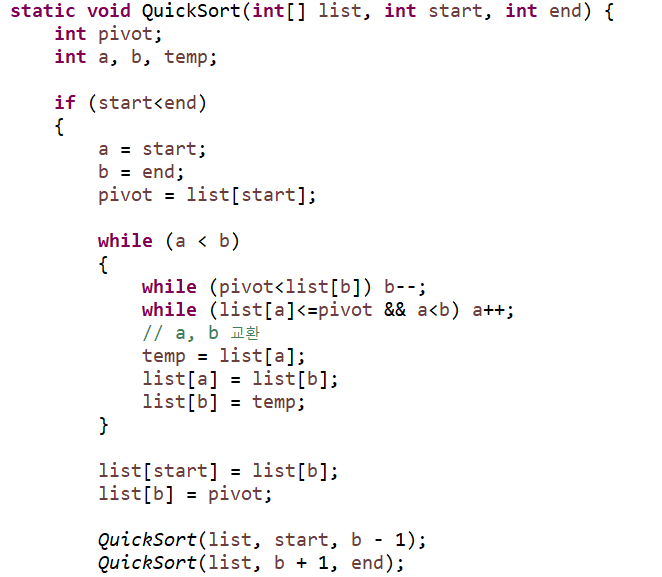 static void QuickSort(int[] list, int start, int end) {
    int pivot;
    int a, b, temp;

    if (start<end)
    {
        a = start;
        b = end;
        pivot = list[start];

        while (a < b)
        {
            while (pivot<list[b]) b--;
            while (list[a]<=pivot && a<b) a++;
            // a, b 교환
            temp = list[a];
            list[a] = list[b];
            list[b] = temp;
        }

        list[start] = list[b];
        list[b] = pivot;

        QuickSort(list, start, b - 1);
        QuickSort(list, b + 1, end);